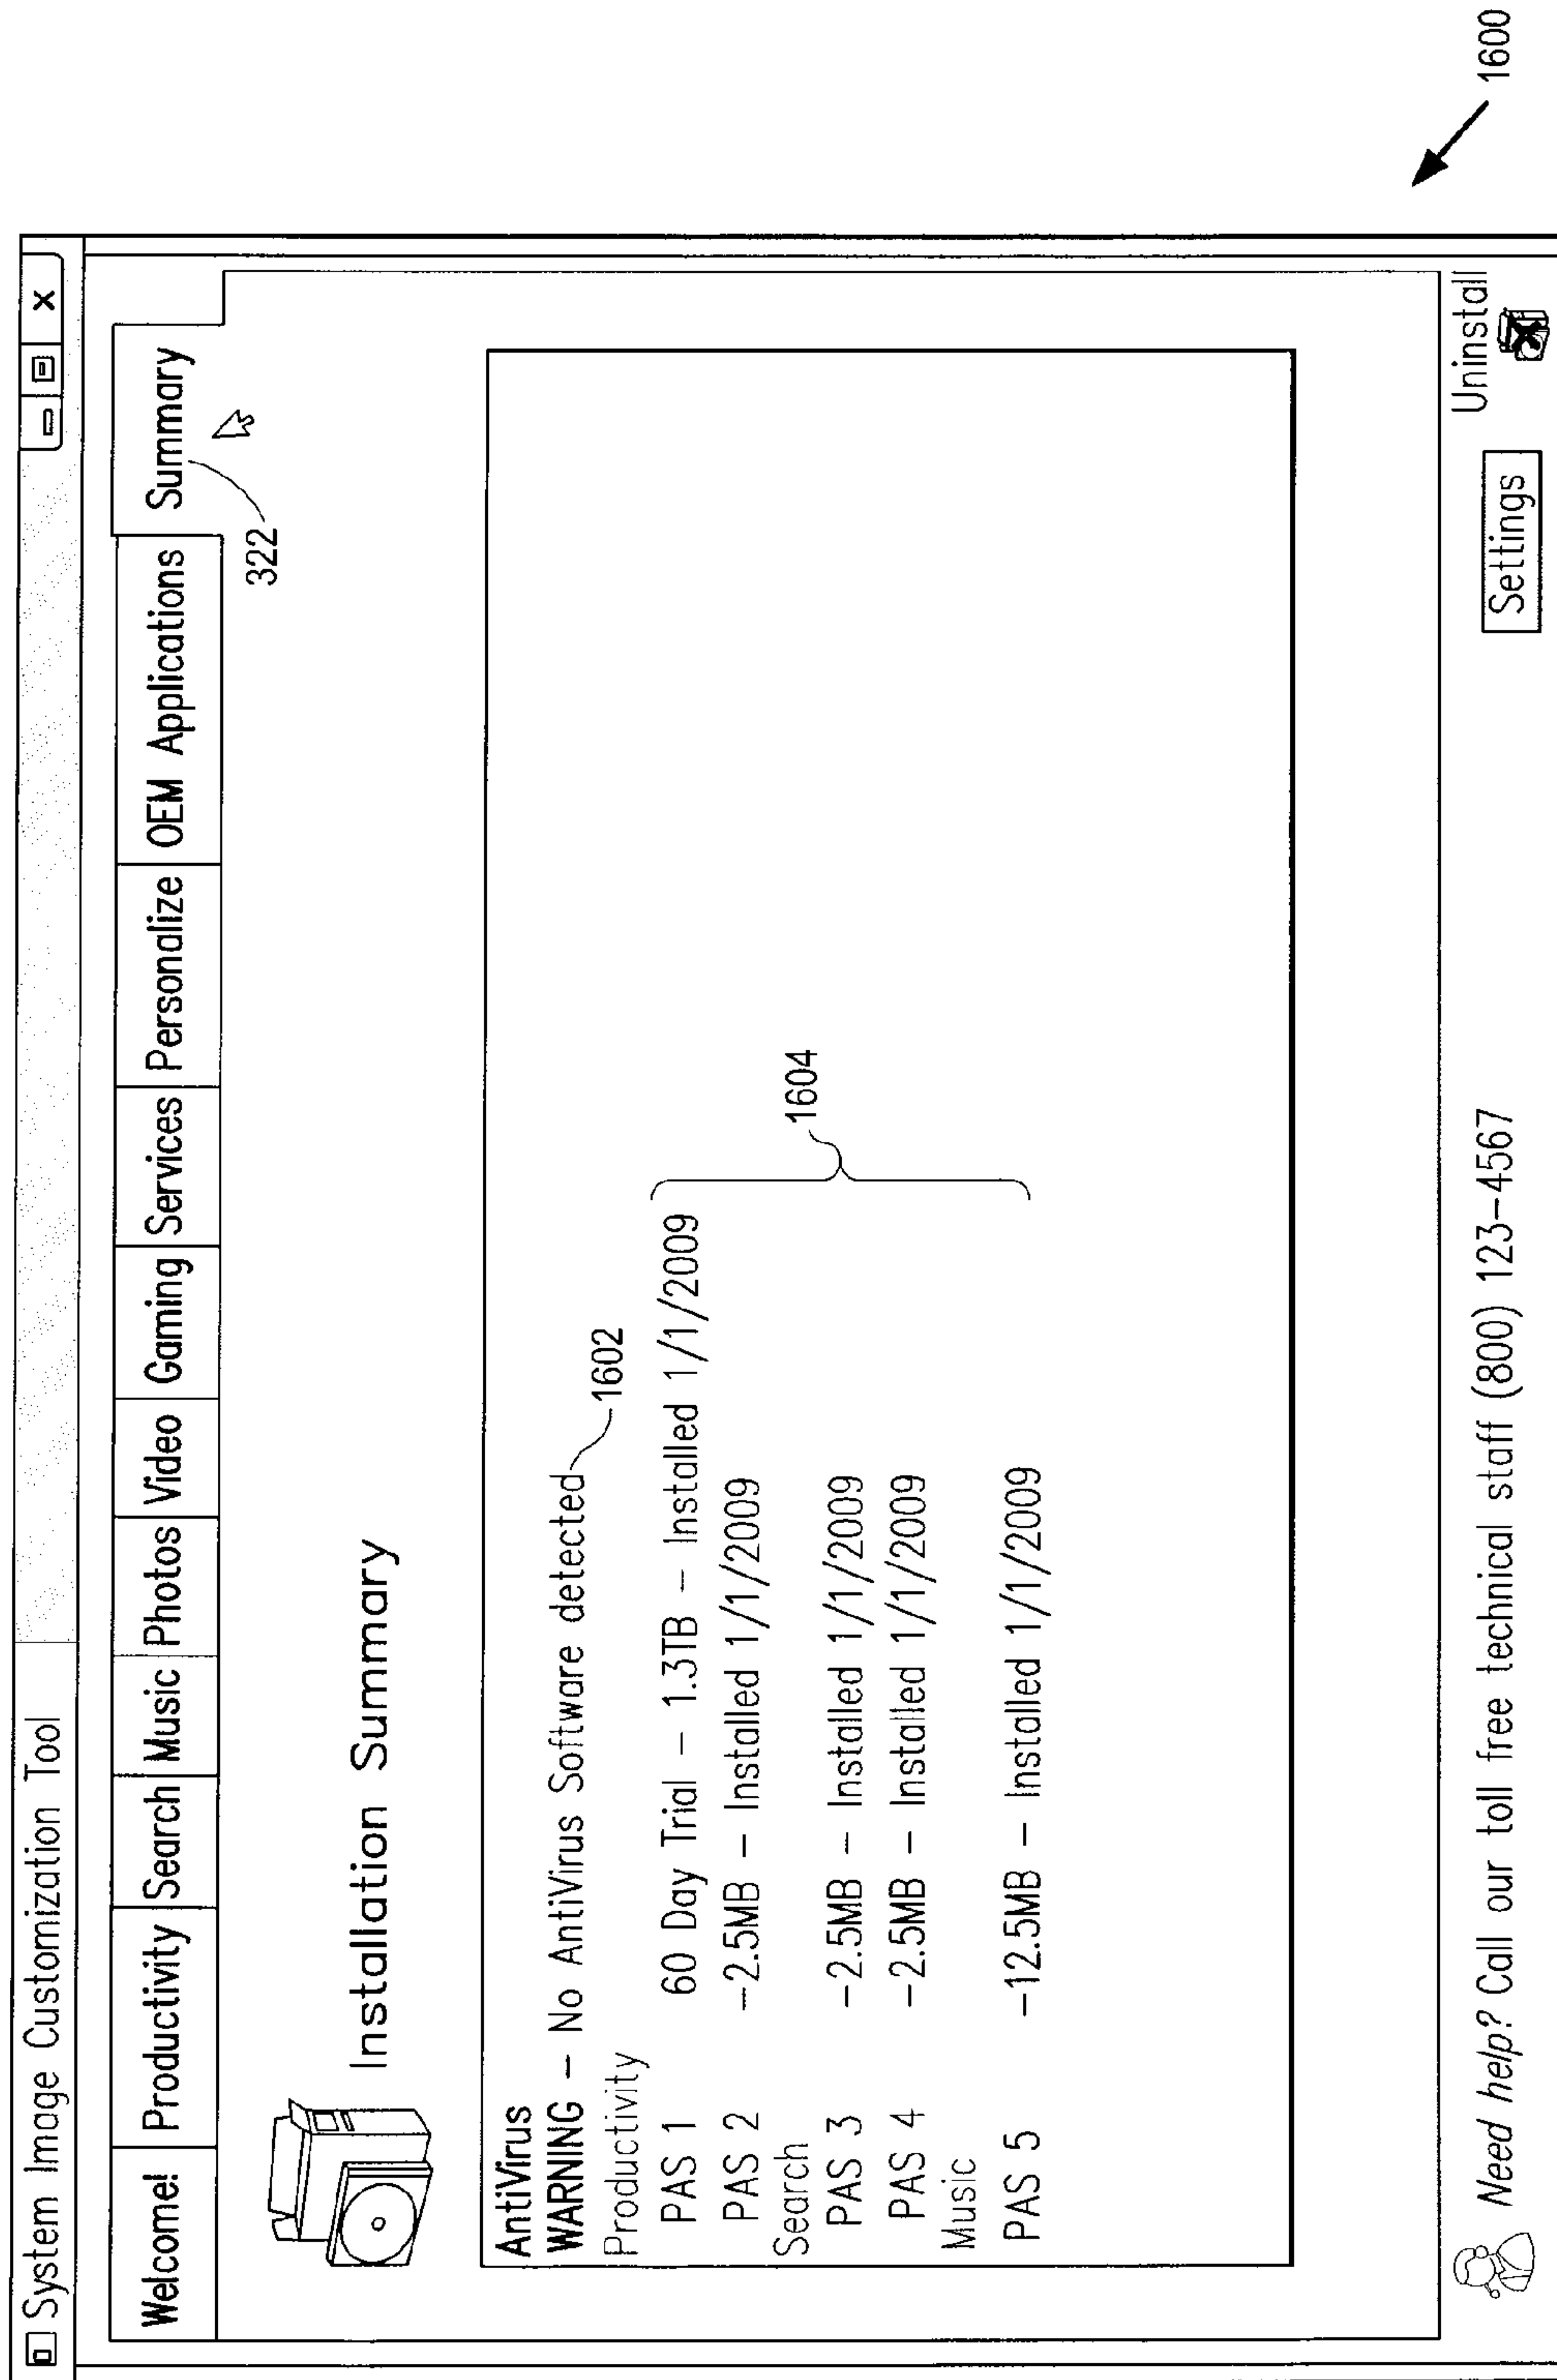 System Image Customization Tool
Welcome! Productivity Search Music Photos Video Gaming Services Personalize OEM Applications Summary
322
Installation Summary
AntiVirus
WARNING – No AntiVirus Software detected 1602
Productivity
PAS 1 60 Day Trial – 1.3TB – Installed 1/1/2009
PAS 2 –2.5MB – Installed 1/1/2009
Search
PAS 3 –2.5MB – Installed 1/1/2009
PAS 4 –2.5MB – Installed 1/1/2009
Music
PAS 5 –12.5MB – Installed 1/1/2009
1604
Need help? Call our toll free technical staff (800) 123–4567
Settings
Uninstall
1600